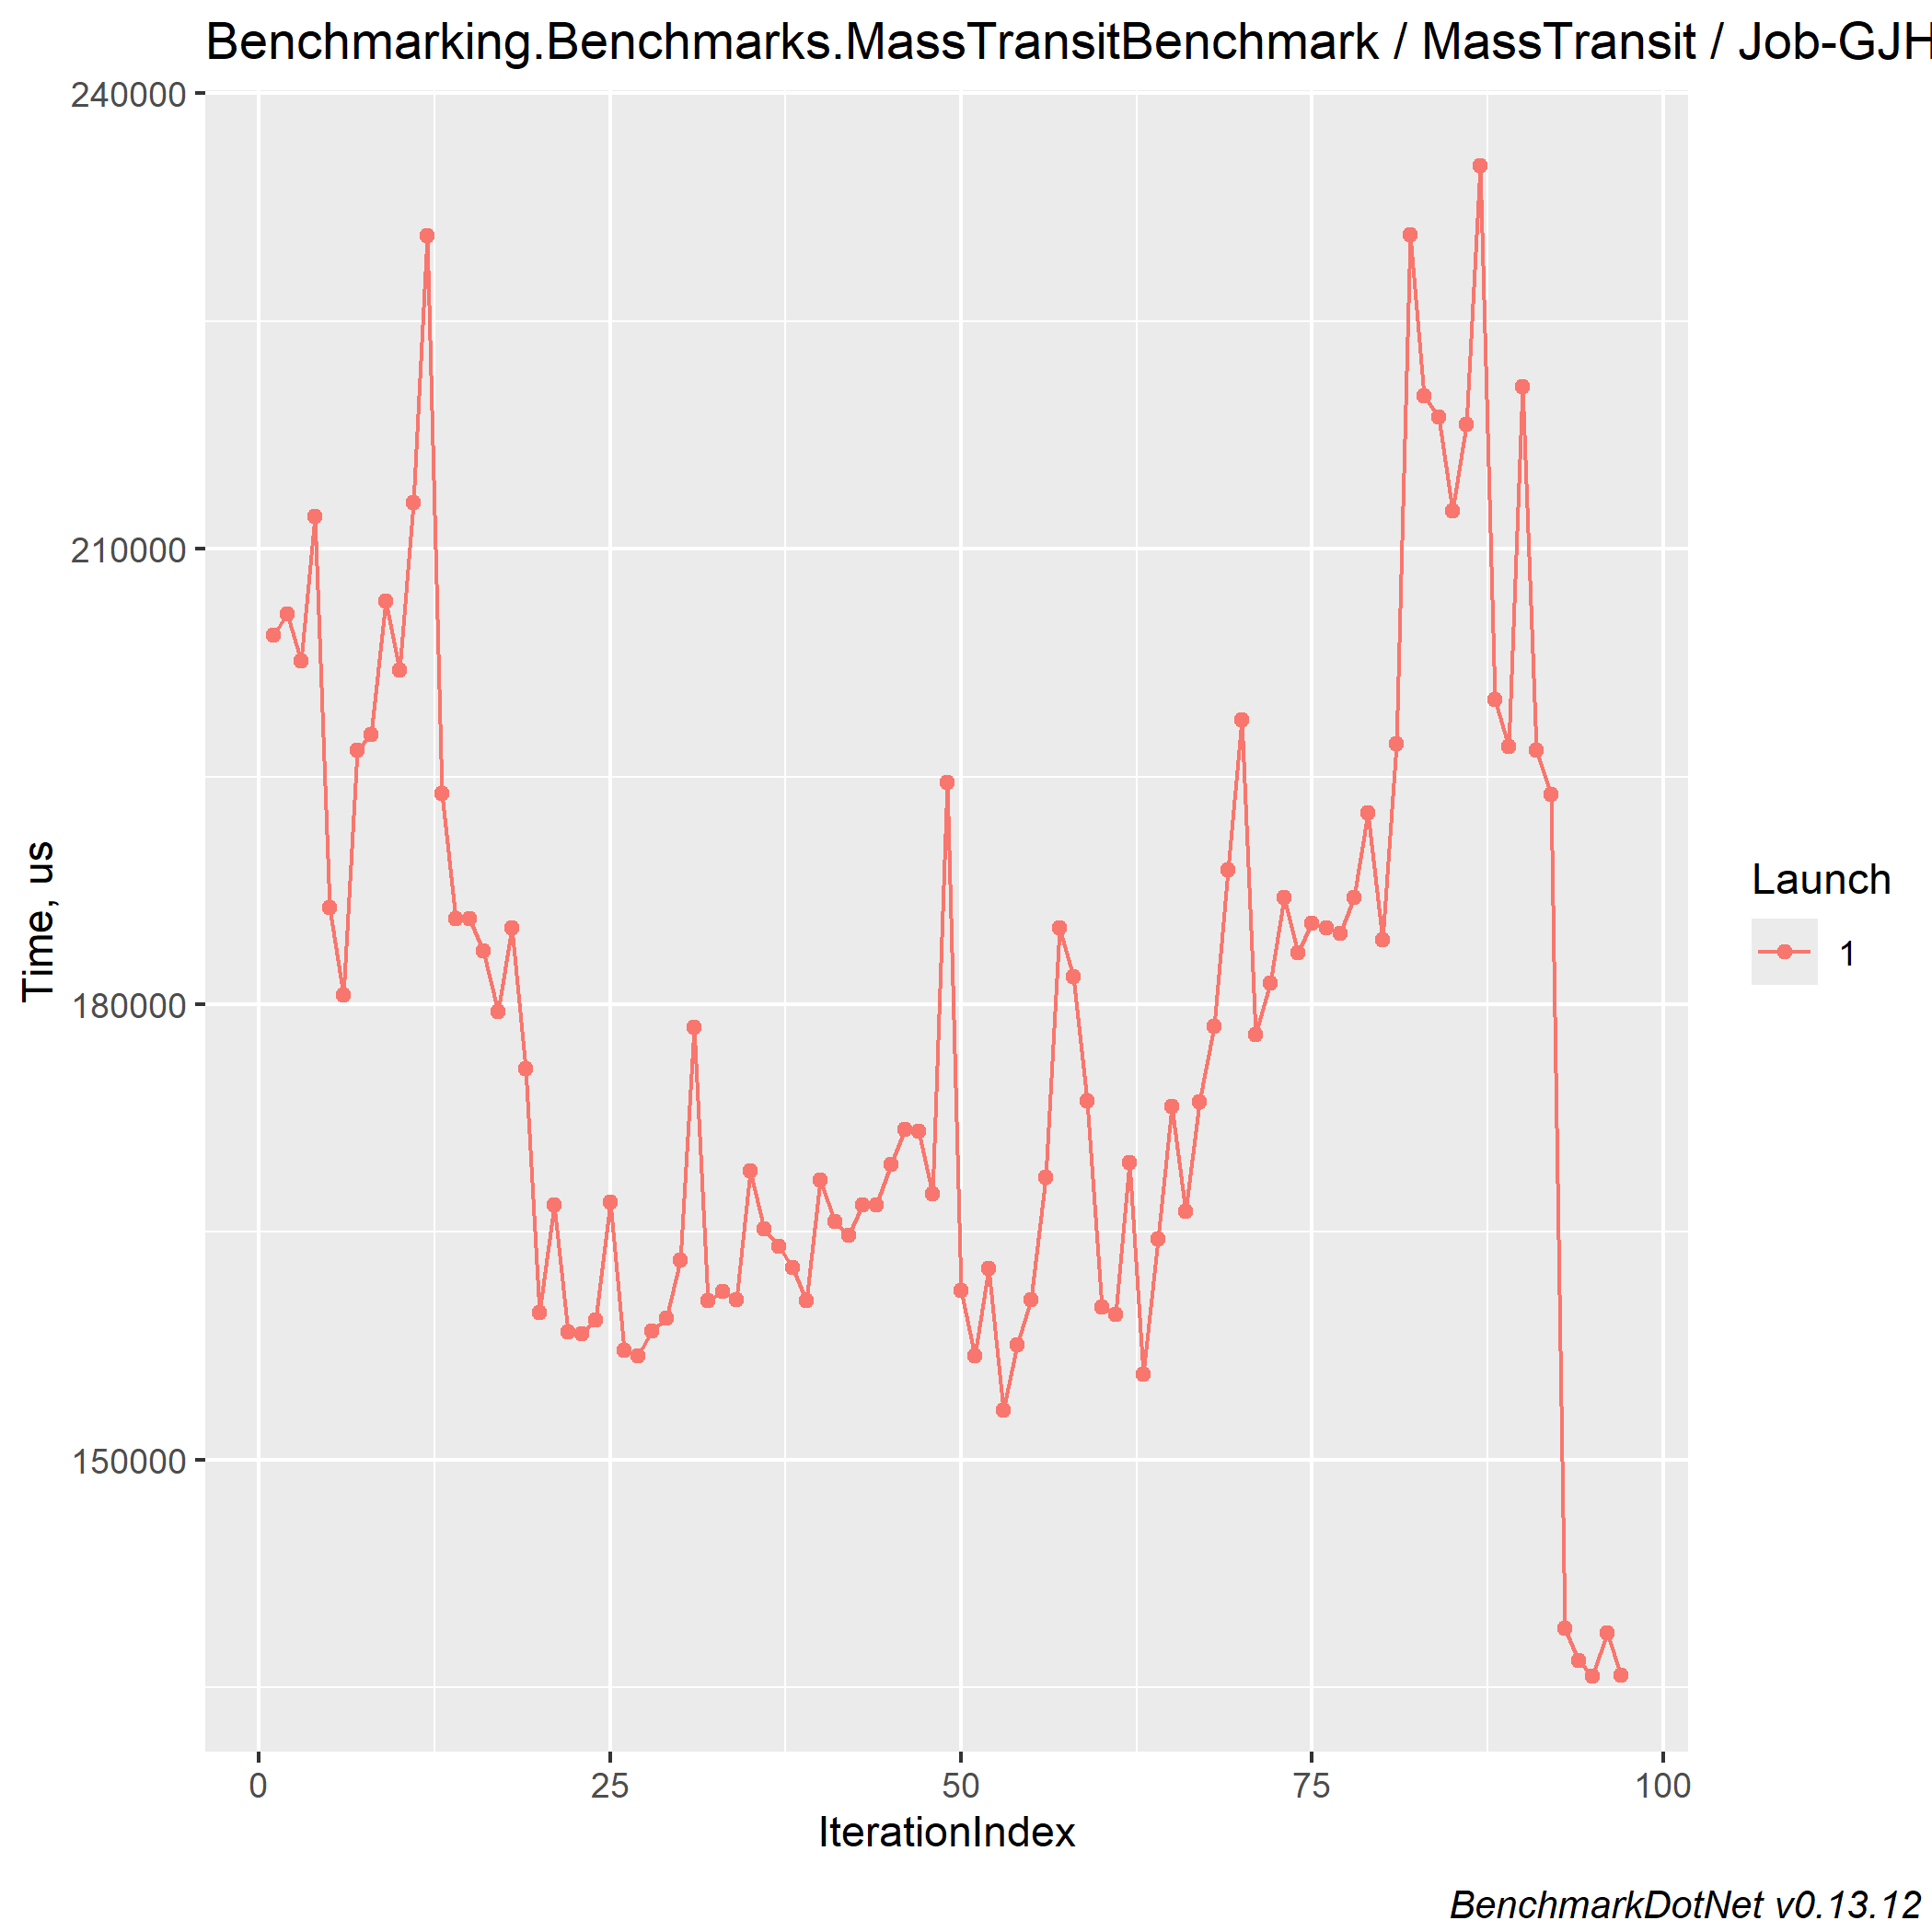 Benchmarking.Benchmarks.MassTransitBenchmark / MassTransit / Job-GJH
240000
210000
180000
150000
Time, us
0 25 50 75 100
IterationIndex
Launch
1
BenchmarkDotNet v0.13.12